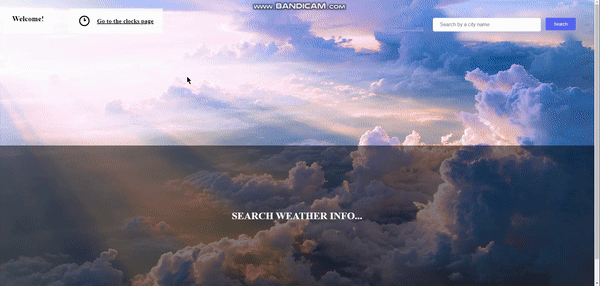 www.BANDICAM.com
Welcome!
Go to the clocks page
Search by a city name
Search
SEARCH WEATHER INFO...